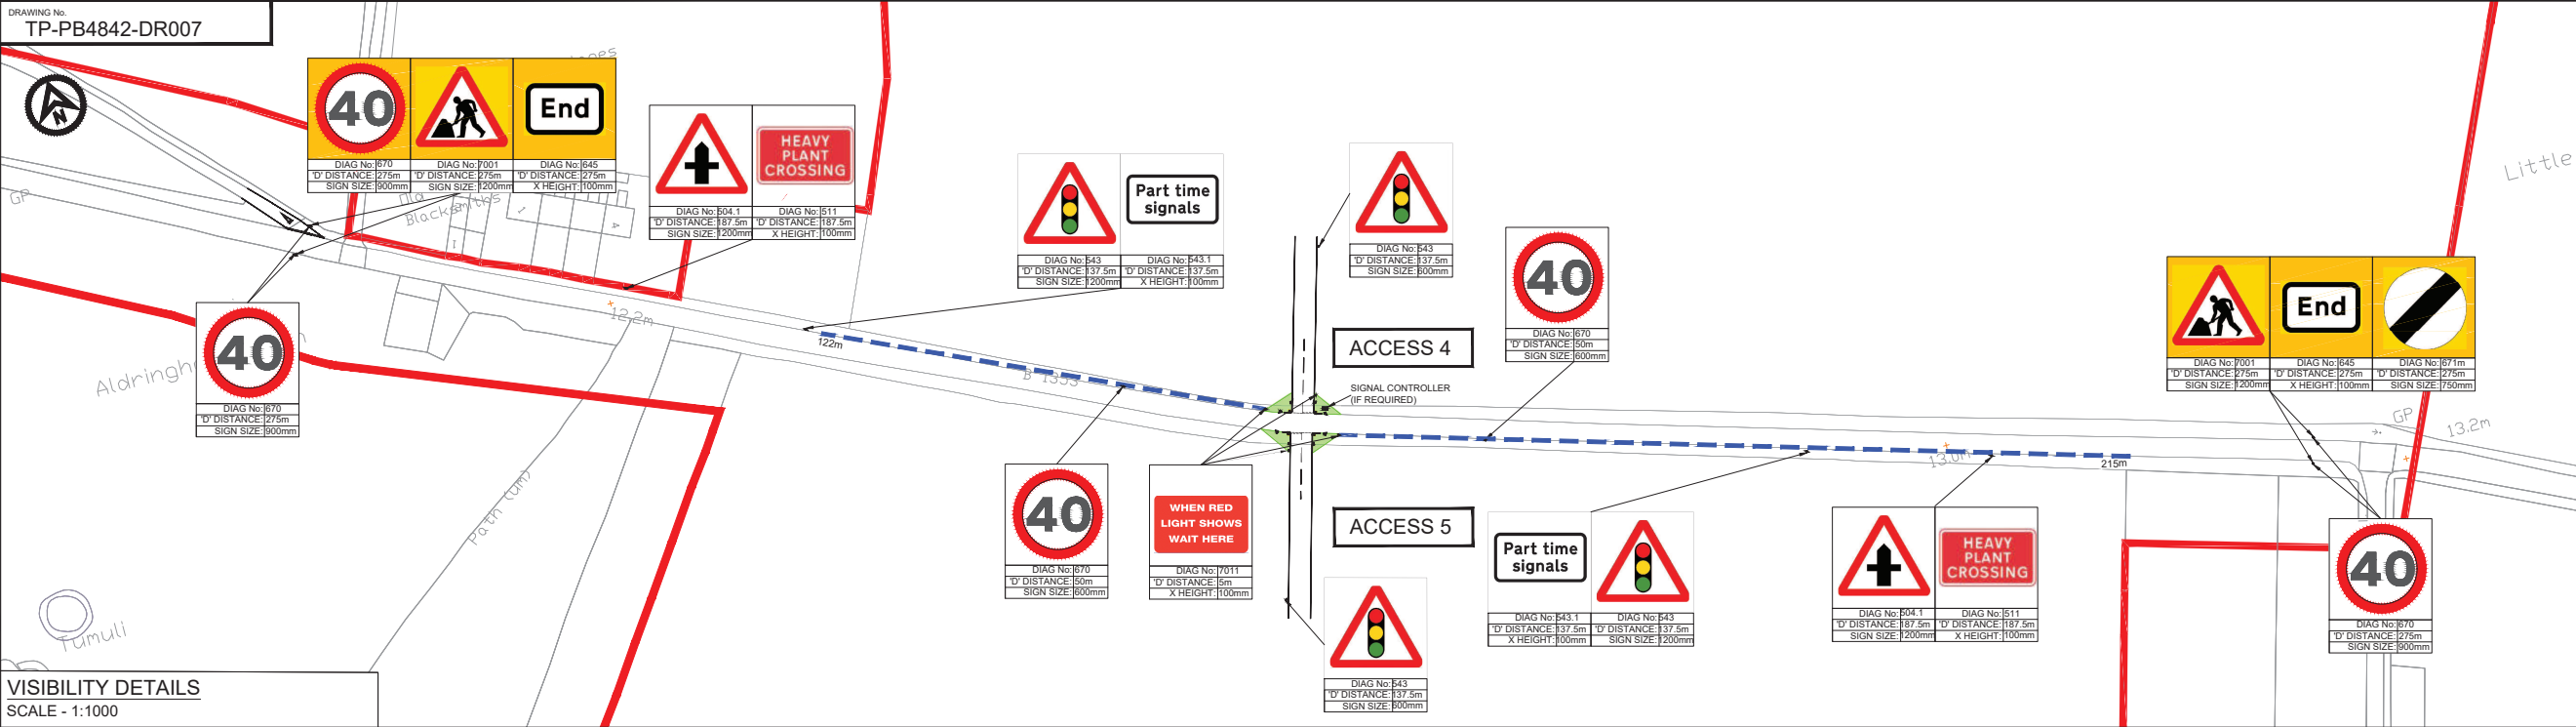 DRAWING No.
TP-PB4842-DR007
N
40
End
DIAG No: 670
'D' DISTANCE: 275m
SIGN SIZE: 900mm
DIAG No: 7001
'D' DISTANCE: 275m
SIGN SIZE: 1200mm
DIAG No: 645
'D' DISTANCE: 275m
X HEIGHT: 100mm
HEAVY
PLANT
CROSSING
DIAG No: 504.1
'D' DISTANCE: 187.5m
SIGN SIZE: 1200mm
DIAG No: 511
'D' DISTANCE: 187.5m
X HEIGHT: 100mm
Part time
signals
DIAG No: 543
'D' DISTANCE: 137.5m
SIGN SIZE: 1200mm
DIAG No: 543.1
'D' DISTANCE: 137.5m
X HEIGHT: 100mm
DIAG No: 543
'D' DISTANCE: 137.5m
SIGN SIZE: 600mm
40
DIAG No: 670
'D' DISTANCE: 50m
SIGN SIZE: 600mm
End
DIAG No: 7001
'D' DISTANCE: 275m
SIGN SIZE: 1200mm
DIAG No: 645
'D' DISTANCE: 275m
X HEIGHT: 100mm
DIAG No: 671m
'D' DISTANCE: 275m
SIGN SIZE: 750mm
Little
GP
Blacksmiths
1
4
1
12.2m
122m
B 1353
ACCESS 4
SIGNAL CONTROLLER
(IF REQUIRED)
GP
13.2m
13.0m
215m
40
DIAG No: 670
'D' DISTANCE: 275m
SIGN SIZE: 900mm
Path (um)
40
DIAG No: 670
'D' DISTANCE: 50m
SIGN SIZE: 600mm
WHEN RED
LIGHT SHOWS
WAIT HERE
DIAG No: 7011
'D' DISTANCE: 5m
X HEIGHT: 100mm
ACCESS 5
DIAG No: 543
'D' DISTANCE: 137.5m
SIGN SIZE: 600mm
Part time
signals
DIAG No: 543.1
'D' DISTANCE: 137.5m
X HEIGHT: 100mm
DIAG No: 543
'D' DISTANCE: 137.5m
SIGN SIZE: 1200mm
HEAVY
PLANT
CROSSING
DIAG No: 504.1
'D' DISTANCE: 187.5m
SIGN SIZE: 1200mm
DIAG No: 511
'D' DISTANCE: 187.5m
X HEIGHT: 100mm
40
DIAG No: 670
'D' DISTANCE: 275m
SIGN SIZE: 900mm
Tumuli
VISIBILITY DETAILS
SCALE - 1:1000